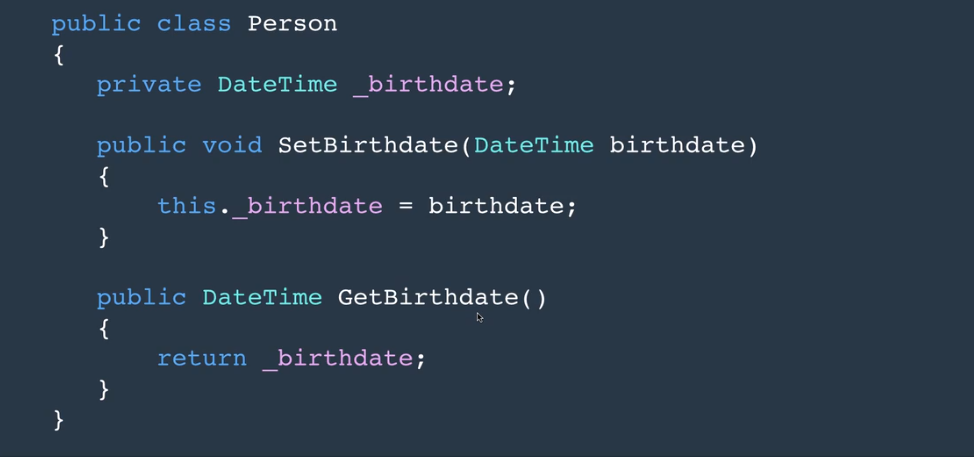 public class Person
{
private DateTime _birthdate;
public void SetBirthdate(DateTime birthdate)
{
this._birthdate = birthdate;
}
public DateTime GetBirthdate()
{
return _birthdate;
}
}